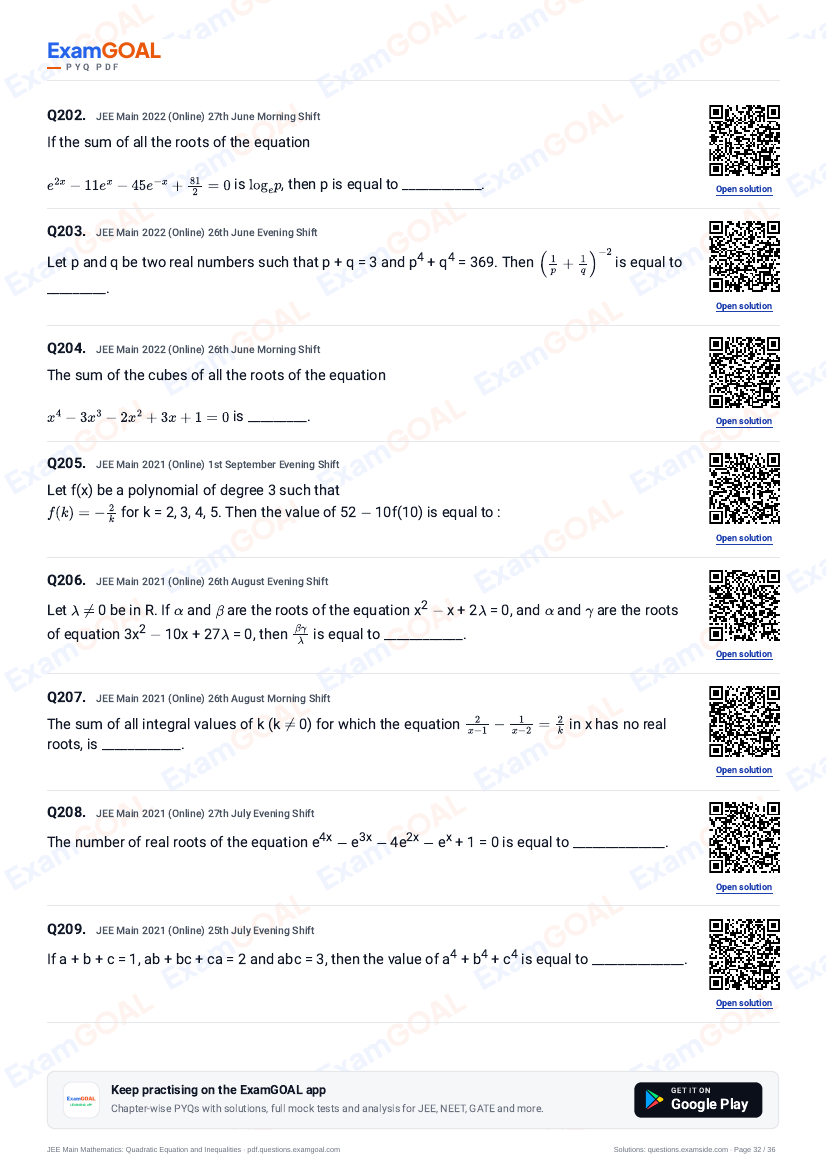 ExamGOAL
PYQ PDF
Q202. JEE Main 2022 (Online) 27th June Morning Shift
If the sum of all the roots of the equation
e^{2x} − 11e^x − 45e^{−x} + 81/2 = 0 is log_e p, then p is equal to ____________.
Open solution
Q203. JEE Main 2022 (Online) 26th June Evening Shift
Let p and q be two real numbers such that p + q = 3 and p^4 + q^4 = 369. Then (1/p + 1/q)^{−2} is equal to
_________.
Open solution
Q204. JEE Main 2022 (Online) 26th June Morning Shift
The sum of the cubes of all the roots of the equation
x^4 − 3x^3 − 2x^2 + 3x + 1 = 0 is _________.
Open solution
Q205. JEE Main 2021 (Online) 1st September Evening Shift
Let f(x) be a polynomial of degree 3 such that
f(k) = −2/k for k = 2, 3, 4, 5. Then the value of 52 − 10f(10) is equal to :
Open solution
Q206. JEE Main 2021 (Online) 26th August Evening Shift
Let λ ≠ 0 be in R. If α and β are the roots of the equation x^2 − x + 2λ = 0, and α and γ are the roots
of equation 3x^2 − 10x + 27λ = 0, then βγ/λ is equal to ____________.
Open solution
Q207. JEE Main 2021 (Online) 26th August Morning Shift
The sum of all integral values of k (k ≠ 0) for which the equation 2/(x−1) − 1/(x−2) = 2/k in x has no real
roots, is ____________.
Open solution
Q208. JEE Main 2021 (Online) 27th July Evening Shift
The number of real roots of the equation e^{4x} − e^{3x} − 4e^{2x} − e^x + 1 = 0 is equal to ______________.
Open solution
Q209. JEE Main 2021 (Online) 25th July Evening Shift
If a + b + c = 1, ab + bc + ca = 2 and abc = 3, then the value of a^4 + b^4 + c^4 is equal to ______________.
Open solution
Keep practising on the ExamGOAL app
Chapter-wise PYQs with solutions, full mock tests and analysis for JEE, NEET, GATE and more.
ExamGOAL
GET IT ON
Google Play
JEE Main Mathematics: Quadratic Equation and Inequalities · pdf.questions.examgoal.com
Solutions: questions.examside.com · Page 32 / 36